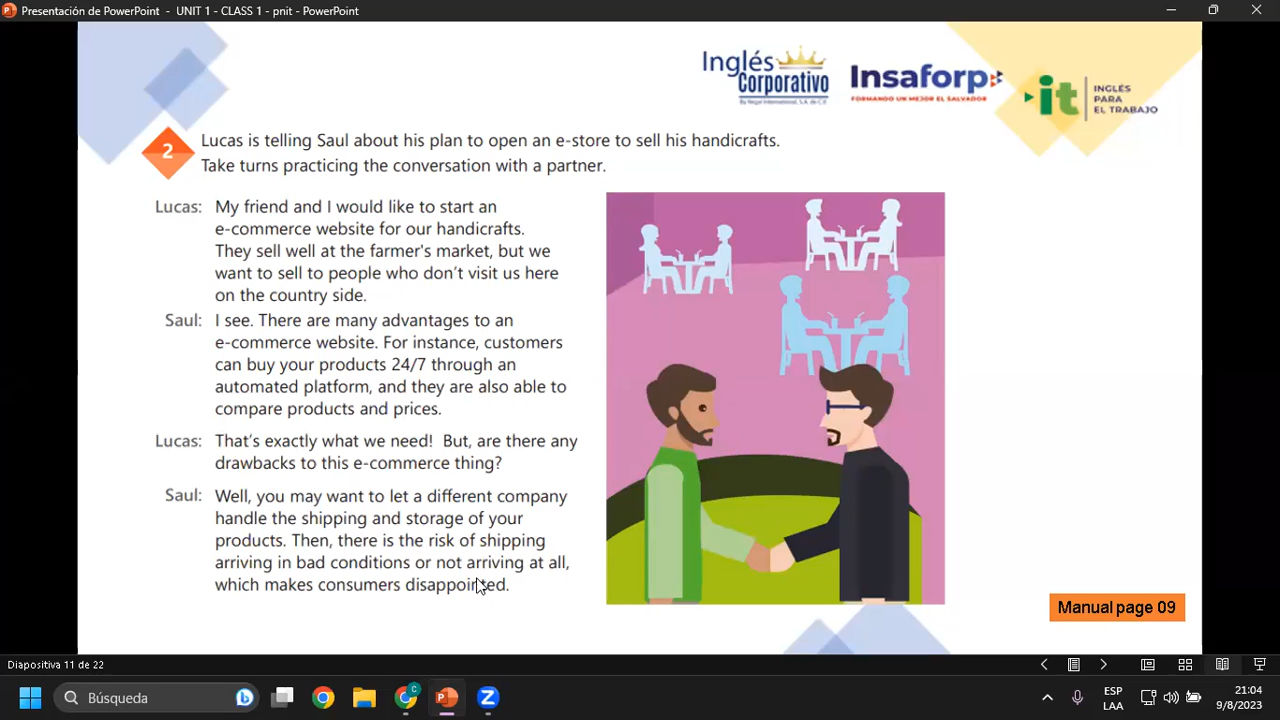 Presentación de PowerPoint - UNIT 1 - CLASS 1 - pnit - PowerPoint
Inglés
Corporativo
By Regal International, S.A. de C.V.
Insaforp
FORMANDO UN MEJOR EL SALVADOR
it
INGLÉS
PARA
EL TRABAJO
2
Lucas is telling Saul about his plan to open an e-store to sell his handicrafts.
Take turns practicing the conversation with a partner.
Lucas: My friend and I would like to start an
e-commerce website for our handicrafts.
They sell well at the farmer's market, but we
want to sell to people who don't visit us here
on the country side.
Saul: I see. There are many advantages to an
e-commerce website. For instance, customers
can buy your products 24/7 through an
automated platform, and they are also able to
compare products and prices.
Lucas: That's exactly what we need! But, are there any
drawbacks to this e-commerce thing?
Saul: Well, you may want to let a different company
handle the shipping and storage of your
products. Then, there is the risk of shipping
arriving in bad conditions or not arriving at all,
which makes consumers disappointed.
Manual page 09
Diapositiva 11 de 22
Búsqueda
ESP
LAA
21:04
9/8/2023